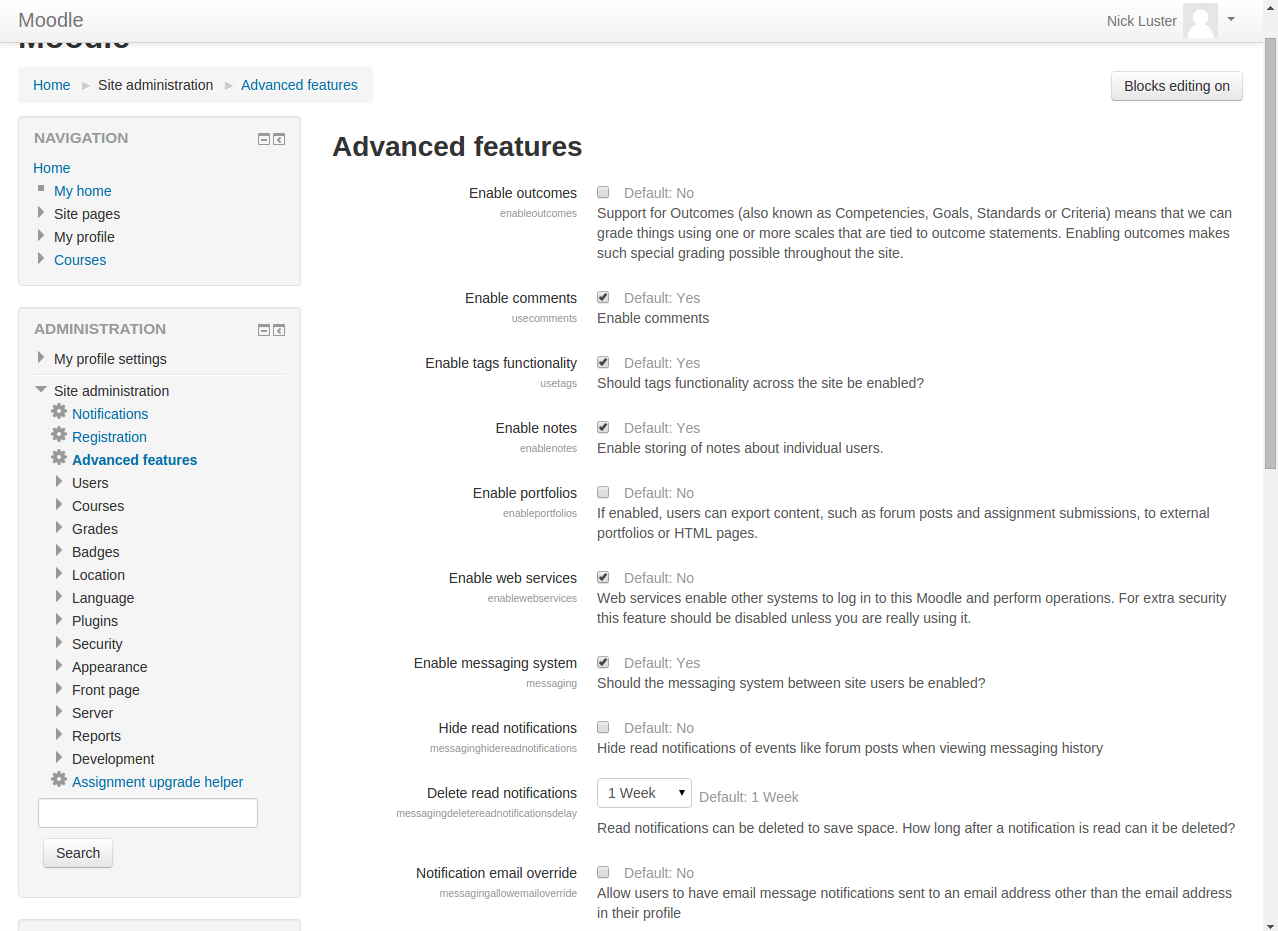 Moodle
Nick Luster
Moodle
Home Site administration Advanced features
Blocks editing on
NAVIGATION
Home
My home
Site pages
My profile
Courses
ADMINISTRATION
My profile settings
Site administration
Notifications
Registration
Advanced features
Users
Courses
Grades
Badges
Location
Language
Plugins
Security
Appearance
Front page
Server
Reports
Development
Assignment upgrade helper
Search
Advanced features
Enable outcomes
enableoutcomes
Default: No
Support for Outcomes (also known as Competencies, Goals, Standards or Criteria) means that we can
grade things using one or more scales that are tied to outcome statements. Enabling outcomes makes
such special grading possible throughout the site.
Enable comments
usecomments
Default: Yes
Enable comments
Enable tags functionality
usetags
Default: Yes
Should tags functionality across the site be enabled?
Enable notes
enablenotes
Default: Yes
Enable storing of notes about individual users.
Enable portfolios
enableportfolios
Default: No
If enabled, users can export content, such as forum posts and assignment submissions, to external
portfolios or HTML pages.
Enable web services
enablewebservices
Default: No
Web services enable other systems to log in to this Moodle and perform operations. For extra security
this feature should be disabled unless you are really using it.
Enable messaging system
messaging
Default: Yes
Should the messaging system between site users be enabled?
Hide read notifications
messaginghidereadnotifications
Default: No
Hide read notifications of events like forum posts when viewing messaging history
Delete read notifications
messagingdeletereadnotificationsdelay
1 Week
Default: 1 Week
Read notifications can be deleted to save space. How long after a notification is read can it be deleted?
Notification email override
messagingallowemailoverride
Default: No
Allow users to have email message notifications sent to an email address other than the email address
in their profile